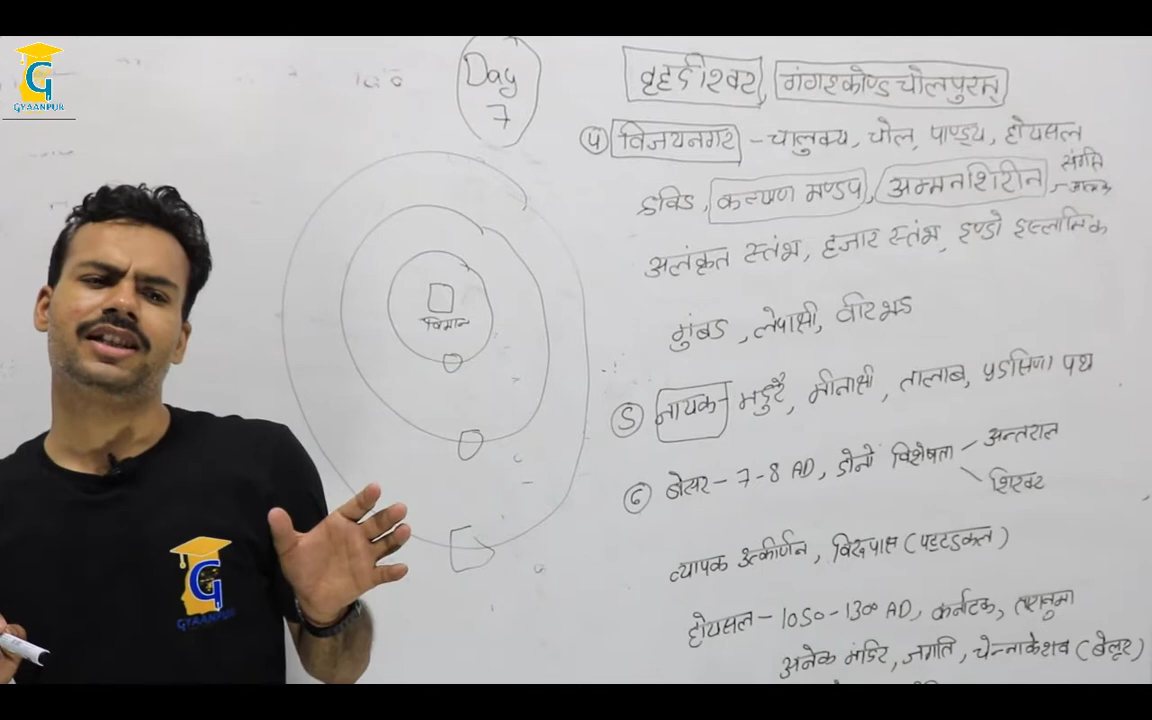 G
GYAANPUR
Day
7
वृहदीश्वर, गंगइकोण्ड चोलपुरम्
④ विजयनगर - चालुक्य, चोल, पाण्ड्य, होयसल
द्रविड, कल्याण मण्डप, अम्मनशिरीन
अलंकृत स्तंभ, हजार स्तंभ, इण्डो इस्लामिक
लेपाक्षी, वीरभद्र
विमान
⑤ नायक - मदुरै, मीनाक्षी, तालाब, प्रदक्षिणा पथ
⑥ बेसर - 7-8 AD, दोनों विशेषता - अन्तराल
शिखर
व्यापक उत्कीर्णन, विरुपाक्ष (पट्टडकल)
होयसल - 1050-1300 AD, कर्नाटक, तारानुमा
अनेक मंदिर, जगति, चेन्नाकेशव (बेलूर)
G
GYAANPUR